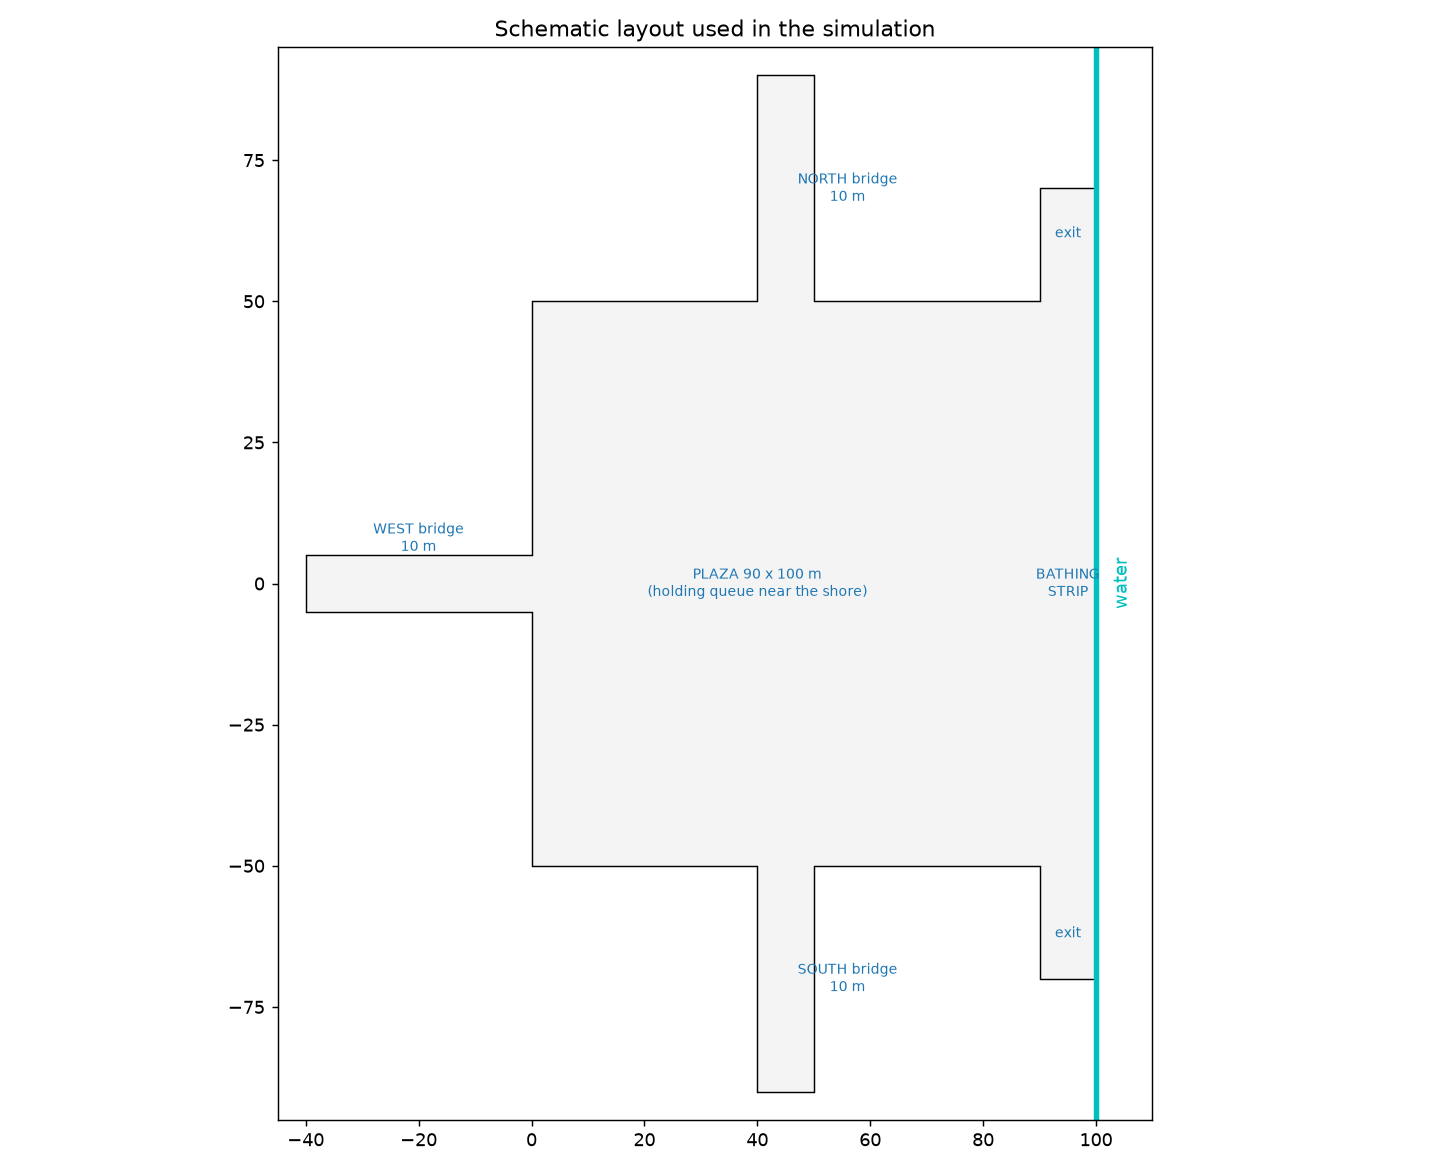 Schematic layout used in the simulation
75
50
25
0
−25
−50
−75
NORTH bridge
10 m
exit
WEST bridge
10 m
PLAZA 90 x 100 m
(holding queue near the shore)
BATHING
STRIP
water
exit
SOUTH bridge
10 m
−40
−20
0
20
40
60
80
100